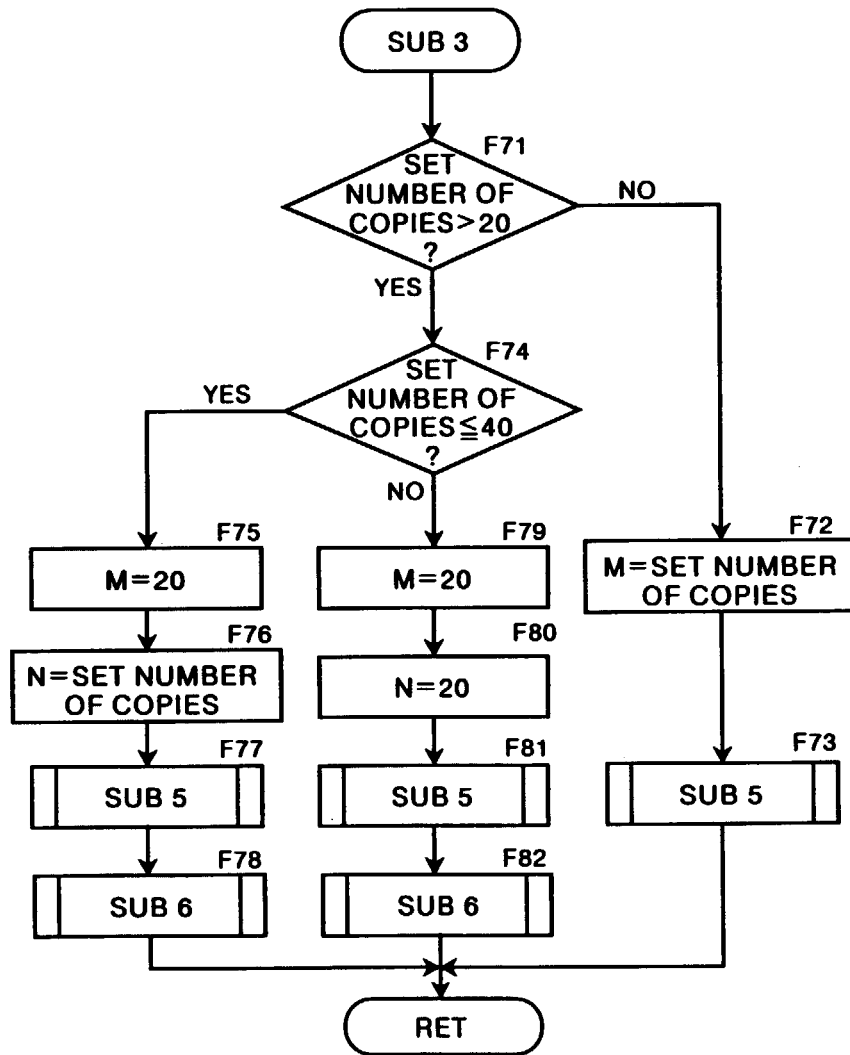 SUB 3
F71
SET
NUMBER OF
COPIES>20
?
NO
YES
F74
SET
NUMBER OF
COPIES≦40
?
YES
NO
F75
M=20
F79
M=20
F72
M=SET NUMBER
OF COPIES
F76
N=SET NUMBER
OF COPIES
F80
N=20
F77
SUB 5
F81
SUB 5
F73
SUB 5
F78
SUB 6
F82
SUB 6
RET